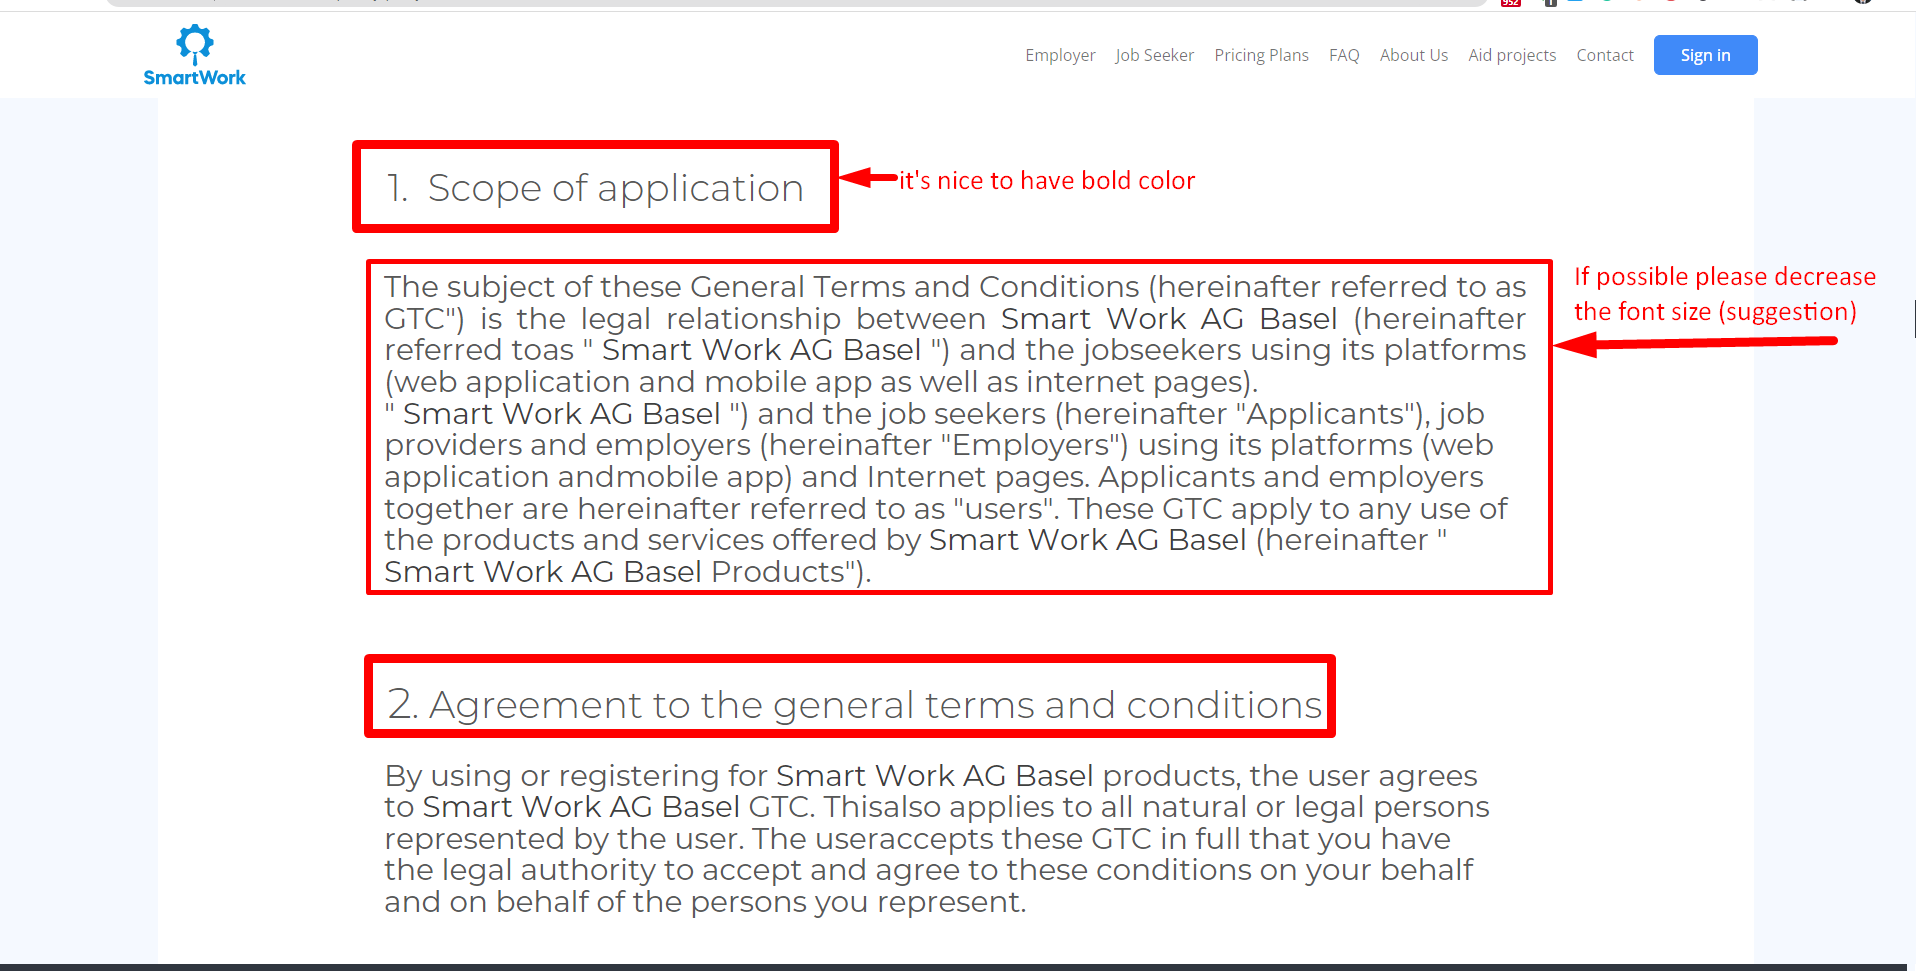 952
SmartWork
Employer Job Seeker Pricing Plans FAQ About Us Aid projects Contact Sign in
1. Scope of application
it's nice to have bold color
The subject of these General Terms and Conditions (hereinafter referred to as
GTC") is the legal relationship between Smart Work AG Basel (hereinafter
referred toas " Smart Work AG Basel ") and the jobseekers using its platforms
(web application and mobile app as well as internet pages).
" Smart Work AG Basel ") and the job seekers (hereinafter "Applicants"), job
providers and employers (hereinafter "Employers") using its platforms (web
application andmobile app) and Internet pages. Applicants and employers
together are hereinafter referred to as "users". These GTC apply to any use of
the products and services offered by Smart Work AG Basel (hereinafter "
Smart Work AG Basel Products").
If possible please decrease
the font size (suggestion)
2. Agreement to the general terms and conditions
By using or registering for Smart Work AG Basel products, the user agrees
to Smart Work AG Basel GTC. Thisalso applies to all natural or legal persons
represented by the user. The useraccepts these GTC in full that you have
the legal authority to accept and agree to these conditions on your behalf
and on behalf of the persons you represent.